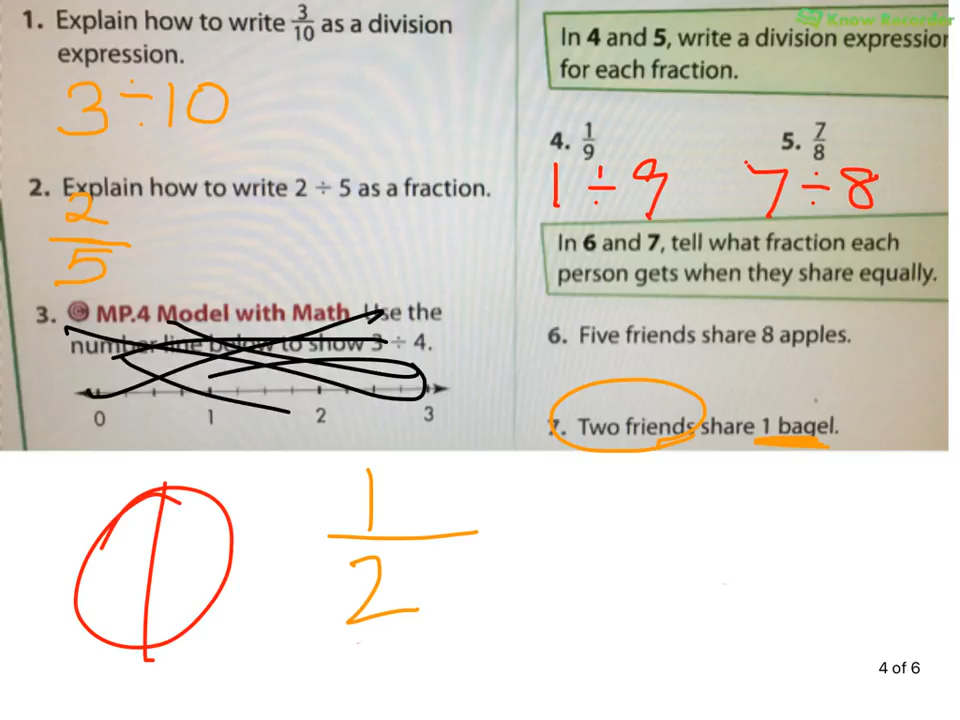 1. Explain how to write 3/10 as a division
expression.
3 ÷ 10
2. Explain how to write 2 ÷ 5 as a fraction.
2
5
3. MP.4 Model with Math Use the
number line below to show 3 ÷ 4.
0 1 2 3
Know Recorder
In 4 and 5, write a division expression
for each fraction.
4. 1/9 5. 7/8
1 ÷ 9 7 ÷ 8
In 6 and 7, tell what fraction each
person gets when they share equally.
6. Five friends share 8 apples.
7. Two friends share 1 bagel.
1
2
4 of 6